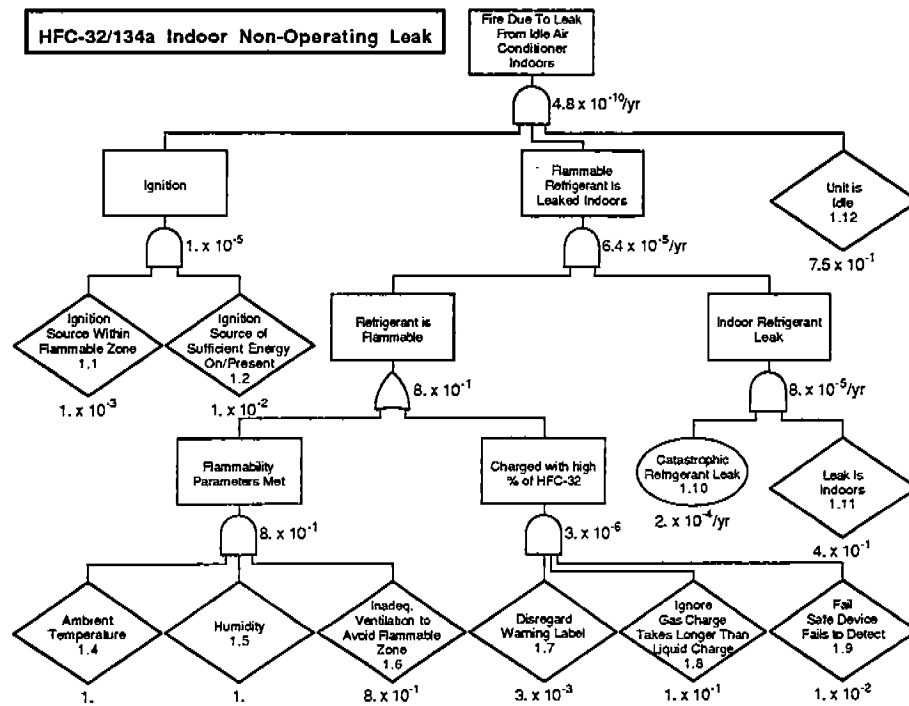 HFC-32/134a Indoor Non-Operating Leak
Fire Due To Leak
From Idle Air
Conditioner
Indoors
4.8 x 10⁻¹⁰/yr
Ignition
Flammable
Refrigerant Is
Leaked Indoors
Unit is
Idle
1.12
7.5 x 10⁻¹
1. x 10⁻⁵
6.4 x 10⁻⁵/yr
Ignition
Source Within
Flammable Zone
1.1
1. x 10⁻³
Ignition
Source of
Sufficient Energy
On/Present
1.2
1. x 10⁻²
Refrigerant is
Flammable
8. x 10⁻¹
Indoor Refrigerant
Leak
8. x 10⁻⁵/yr
Flammability
Parameters Met
8. x 10⁻¹
Charged with high
% of HFC-32
3. x 10⁻⁶
Catastrophic
Refrigerant Leak
1.10
2. x 10⁻⁴/yr
Leak Is
Indoors
1.11
4. x 10⁻¹
Ambient
Temperature
1.4
1.
Humidity
1.5
1.
Inadeq.
Ventilation to
Avoid Flammable
Zone
1.6
8. x 10⁻¹
Disregard
Warning Label
1.7
3. x 10⁻³
Ignore
Gas Charge
Takes Longer Than
Liquid Charge
1.8
1. x 10⁻¹
Fail
Safe Device
Fails to Detect
1.9
1. x 10⁻²